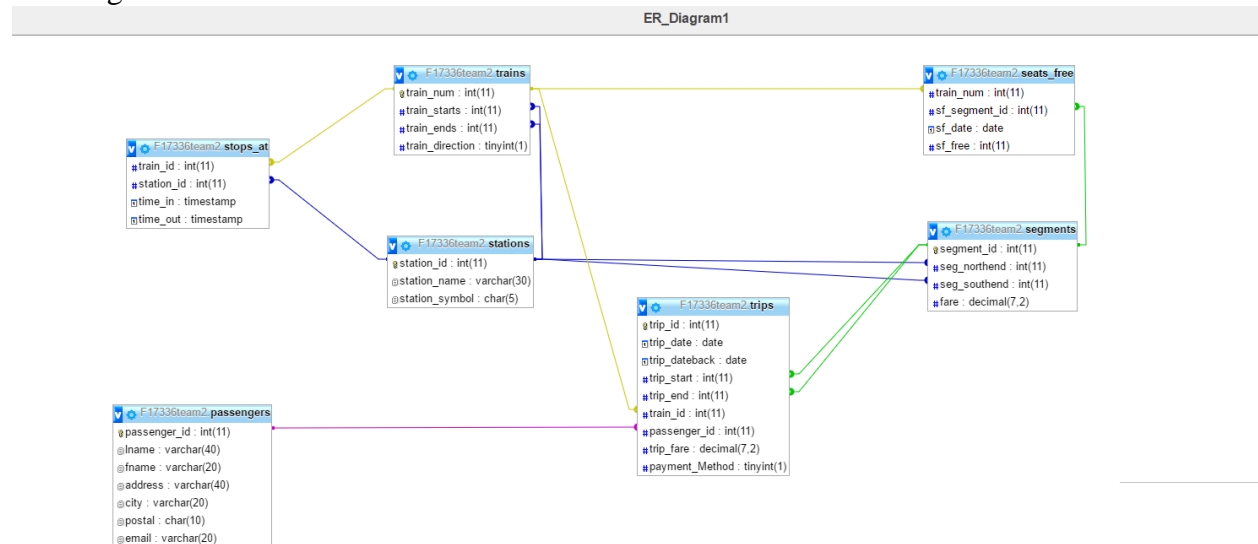 ER_Diagram1
F17336team2.trains
train_num : int(11)
train_starts : int(11)
train_ends : int(11)
train_direction : tinyint(1)
F17336team2.seats_free
train_num : int(11)
sf_segment_id : int(11)
sf_date : date
sf_free : int(11)
F17336team2.stops_at
train_id : int(11)
station_id : int(11)
time_in : timestamp
time_out : timestamp
F17336team2.stations
station_id : int(11)
station_name : varchar(30)
station_symbol : char(5)
F17336team2.segments
segment_id : int(11)
seg_northend : int(11)
seg_southend : int(11)
fare : decimal(7,2)
F17336team2.trips
trip_id : int(11)
trip_date : date
trip_dateback : date
trip_start : int(11)
trip_end : int(11)
train_id : int(11)
passenger_id : int(11)
trip_fare : decimal(7,2)
payment_Method : tinyint(1)
F17336team2.passengers
passenger_id : int(11)
lname : varchar(40)
fname : varchar(20)
address : varchar(40)
city : varchar(20)
postal : char(10)
email : varchar(20)